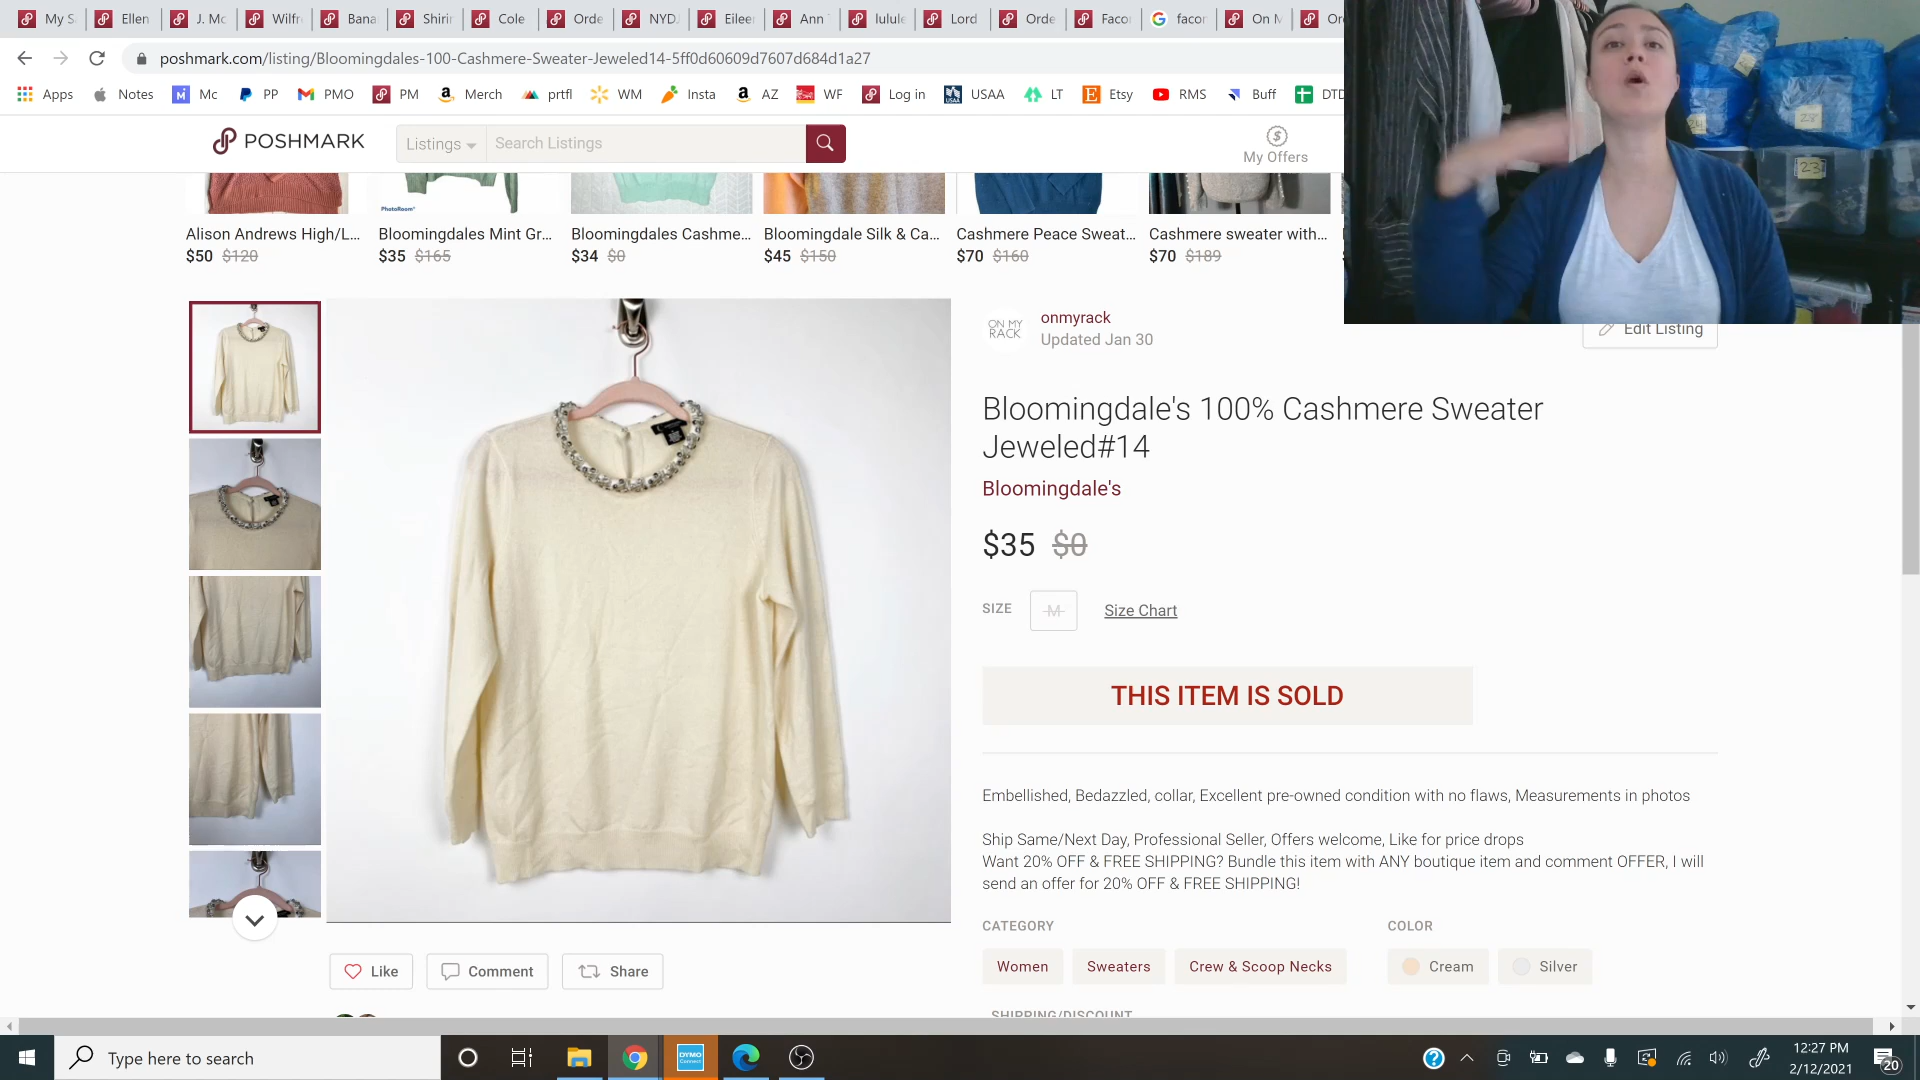 My S
Ellen
J. Mc
Wilfr
Bana
Shirir
Cole
Orde
NYDJ
Eilee
Ann T
lulule
Lord
Orde
Facor
facor
On M
Or
poshmark.com/listing/Bloomingdales-100-Cashmere-Sweater-Jeweled14-5ff0d60609d7607d684d1a27
Apps Notes Mc PP PMO PM Merch prtfl WM Insta AZ WF Log in USAA LT Etsy RMS Buff DTD
POSHMARK
Listings
Search Listings
My Offers
PhotoRoom
Alison Andrews High/L...
$50 $120
Bloomingdales Mint Gr...
$35 $165
Bloomingdales Cashme...
$34 $0
Bloomingdale Silk & Ca...
$45 $150
Cashmere Peace Sweat...
$70 $160
Cashmere sweater with...
$70 $189
23
ON MY
RACK
onmyrack
Updated Jan 30
Edit Listing
Bloomingdale's 100% Cashmere Sweater
Jeweled#14
Bloomingdale's
$35 $0
SIZE M Size Chart
THIS ITEM IS SOLD
Embellished, Bedazzled, collar, Excellent pre-owned condition with no flaws, Measurements in photos
Ship Same/Next Day, Professional Seller, Offers welcome, Like for price drops
Want 20% OFF & FREE SHIPPING? Bundle this item with ANY boutique item and comment OFFER, I will
send an offer for 20% OFF & FREE SHIPPING!
CATEGORY
Women Sweaters Crew & Scoop Necks
COLOR
Cream Silver
SHIPPING/DISCOUNT
Like Comment Share
Type here to search
DYMO
Connect
12:27 PM
2/12/2021
20